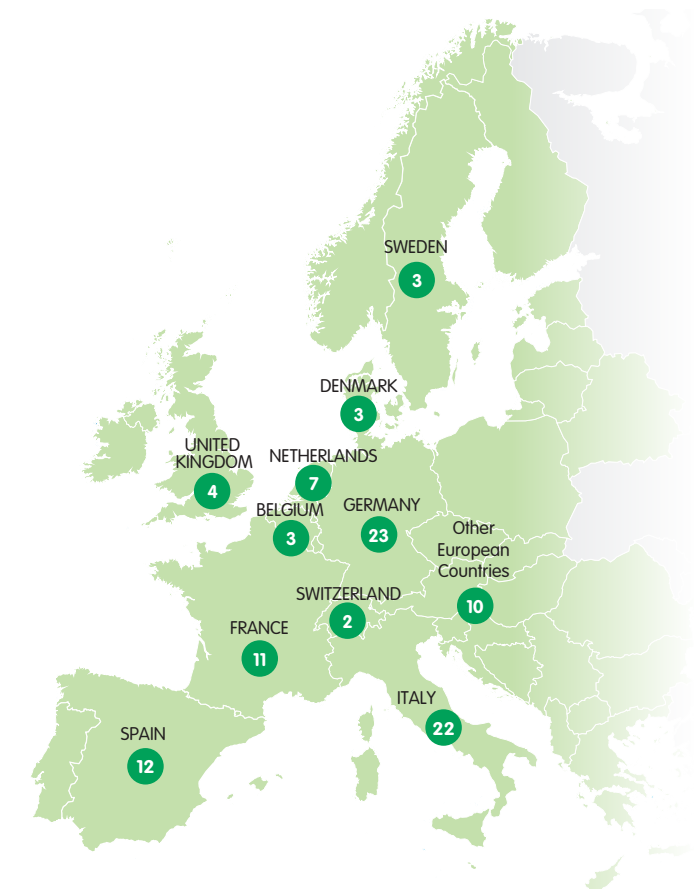 SWEDEN
3
DENMARK
3
UNITED
KINGDOM
4
NETHERLANDS
7
BELGIUM
3
GERMANY
23
Other
European
Countries
10
SWITZERLAND
2
FRANCE
11
ITALY
22
SPAIN
12